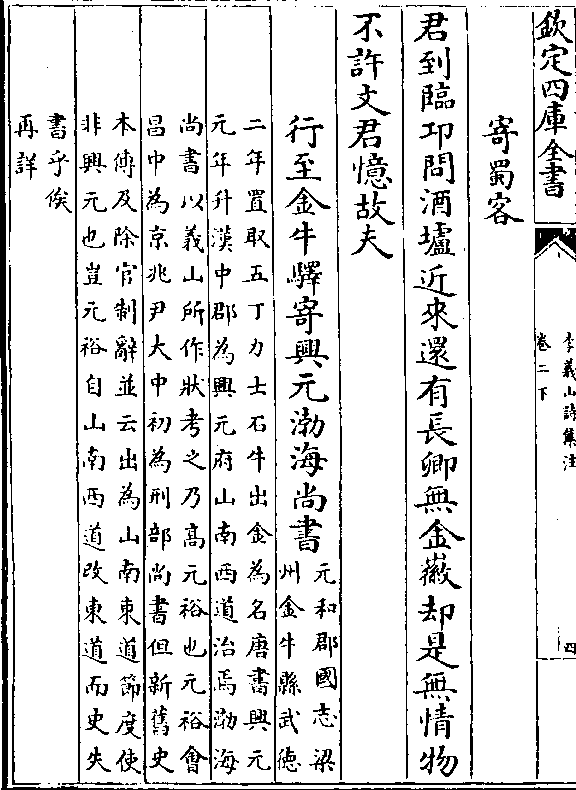 欽定四庫全書
李義山詩集注
卷二下
四
寄蜀客
君到臨邛問酒壚近來還有長卿無金徽却是無情物
不許文君憶故夫
行至金牛驛寄興元渤海尚書
元和郡國志梁
州金牛縣武德
二年置取五丁力士石牛出金為名唐書興元
元年升漢中郡為興元府山南西道治焉渤海
尚書以義山所作狀考之乃高元裕也元裕會
昌中為京兆尹大中初為刑部尚書但新舊史
本傳及除官制辭並云出為山南東道節度使
非興元也豈元裕自山南西道改東道而史失
書乎俟
再詳